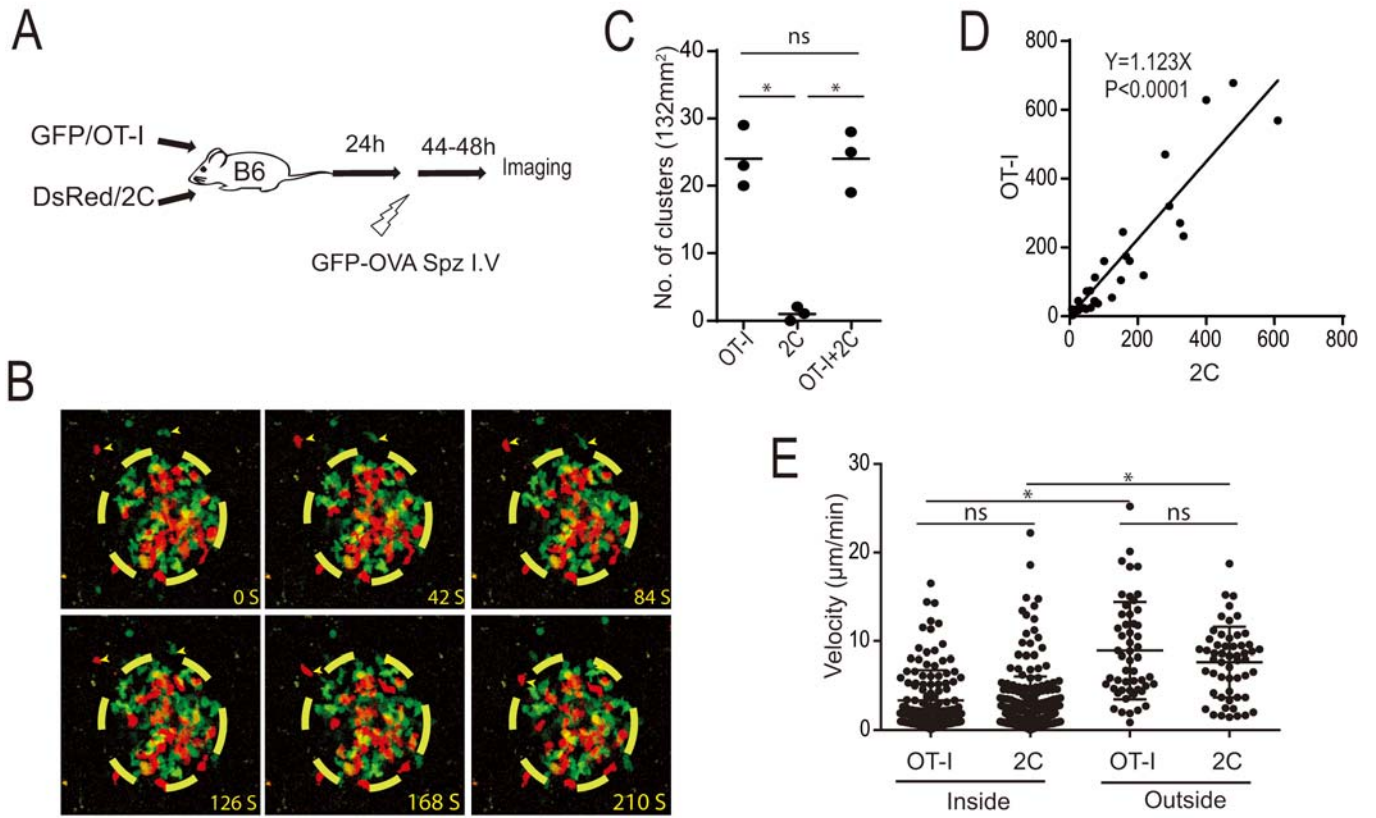 A
GFP/OT-I
DsRed/2C
B6
24h
44-48h
Imaging
GFP-OVA Spz I.V
B
0 S
42 S
84 S
126 S
168 S
210 S
C
No. of clusters (132mm²)
40
30
20
10
0
ns
*
*
OT-I
2C
OT-I+2C
D
Y=1.123X
P<0.0001
OT-I
800
600
400
200
0
0
200
400
600
800
2C
E
Velocity (µm/min)
30
20
10
0
*
*
ns
ns
OT-I
2C
OT-I
2C
Inside
Outside